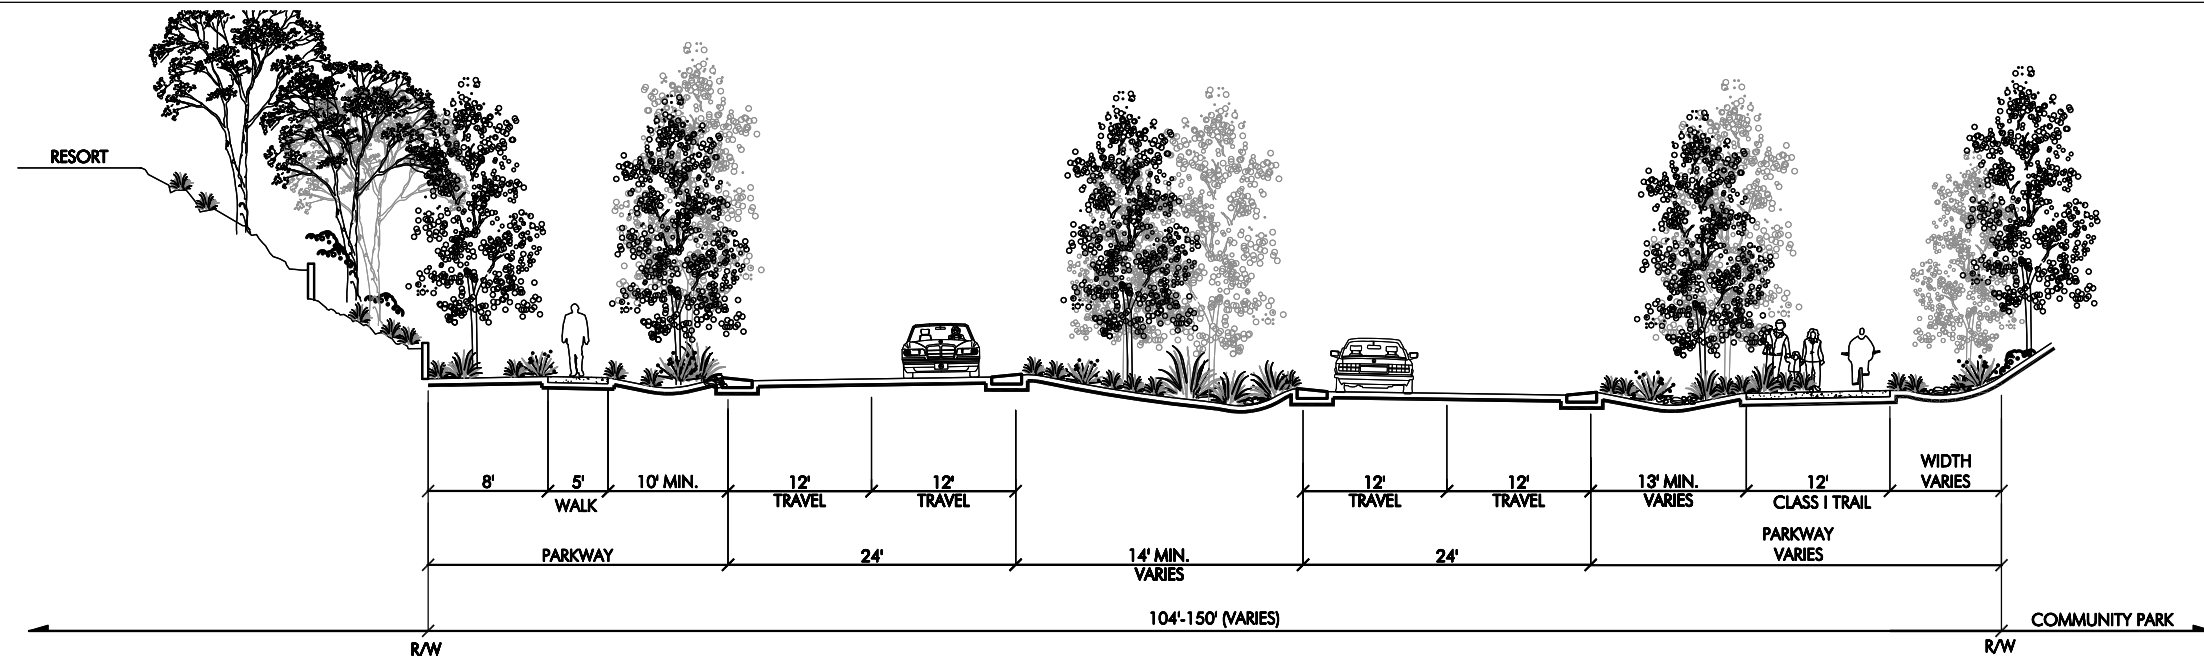 RESORT
8' 5' 10' MIN. 12' 12' 12' 12' 13' MIN. 12' WIDTH
WALK TRAVEL TRAVEL TRAVEL TRAVEL VARIES CLASS I TRAIL VARIES
PARKWAY 24' 14' MIN. 24' PARKWAY
VARIES VARIES
104'-150' (VARIES) COMMUNITY PARK
R/W R/W